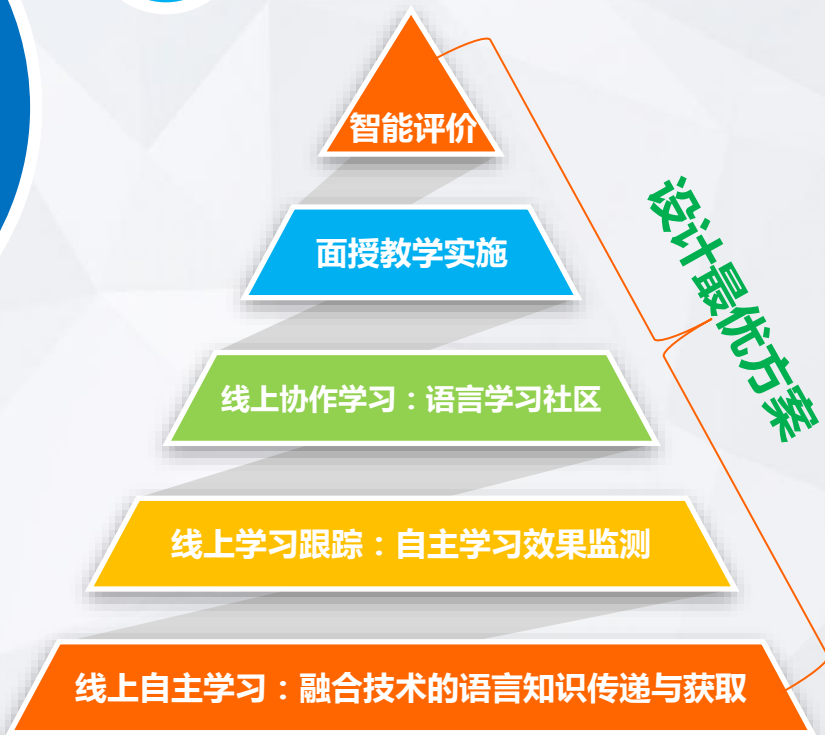 智能评价
面授教学实施
线上协作学习：语言学习社区
线上学习跟踪：自主学习效果监测
线上自主学习：融合技术的语言知识传递与获取
设计最优方案